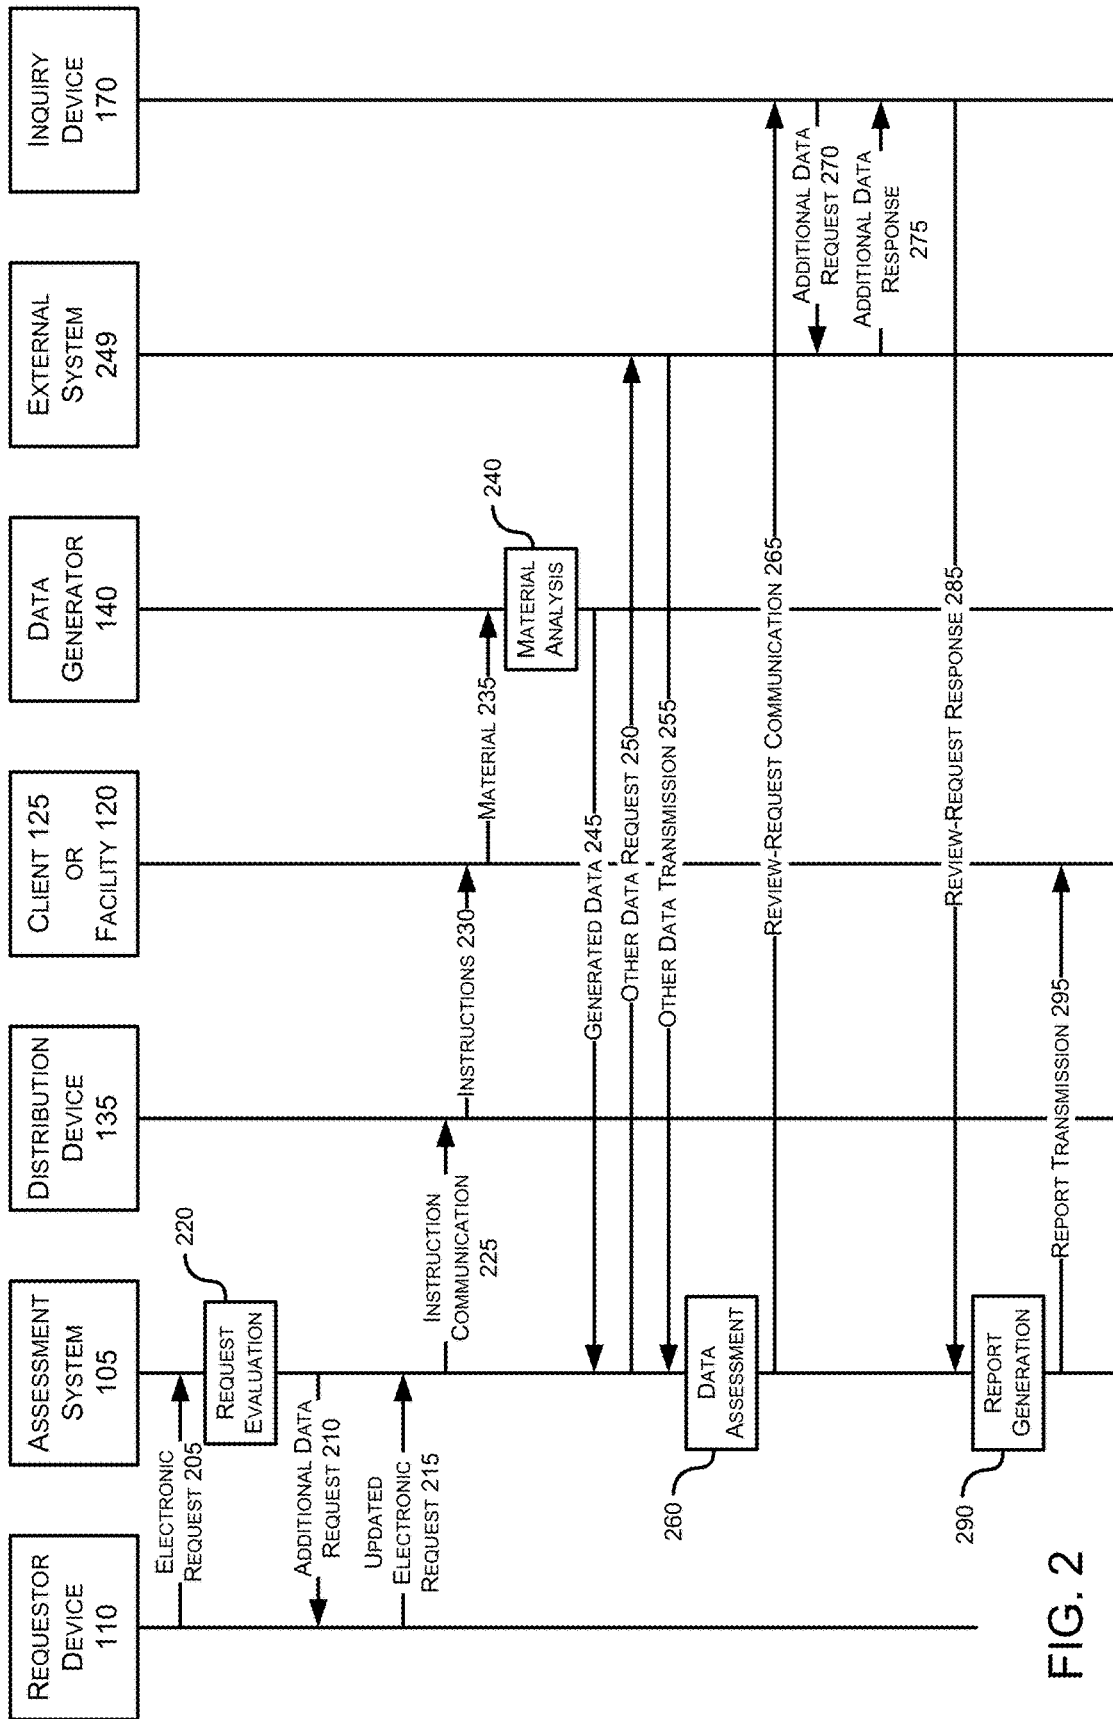 REQUESTOR
DEVICE
110
ASSESSMENT
SYSTEM
105
DISTRIBUTION
DEVICE
135
CLIENT 125
OR
FACILITY 120
DATA
GENERATOR
140
EXTERNAL
SYSTEM
249
INQUIRY
DEVICE
170
ELECTRONIC
REQUEST 205
REQUEST
EVALUATION
220
ADDITIONAL DATA
REQUEST 210
UPDATED
ELECTRONIC
REQUEST 215
INSTRUCTION
COMMUNICATION
225
INSTRUCTIONS 230
MATERIAL 235
MATERIAL
ANALYSIS
240
GENERATED DATA 245
OTHER DATA REQUEST 250
OTHER DATA TRANSMISSION 255
DATA
ASSESSMENT
260
REVIEW-REQUEST COMMUNICATION 265
ADDITIONAL DATA
REQUEST 270
ADDITIONAL DATA
RESPONSE
275
REVIEW-REQUEST RESPONSE 285
REPORT
GENERATION
290
REPORT TRANSMISSION 295
FIG. 2